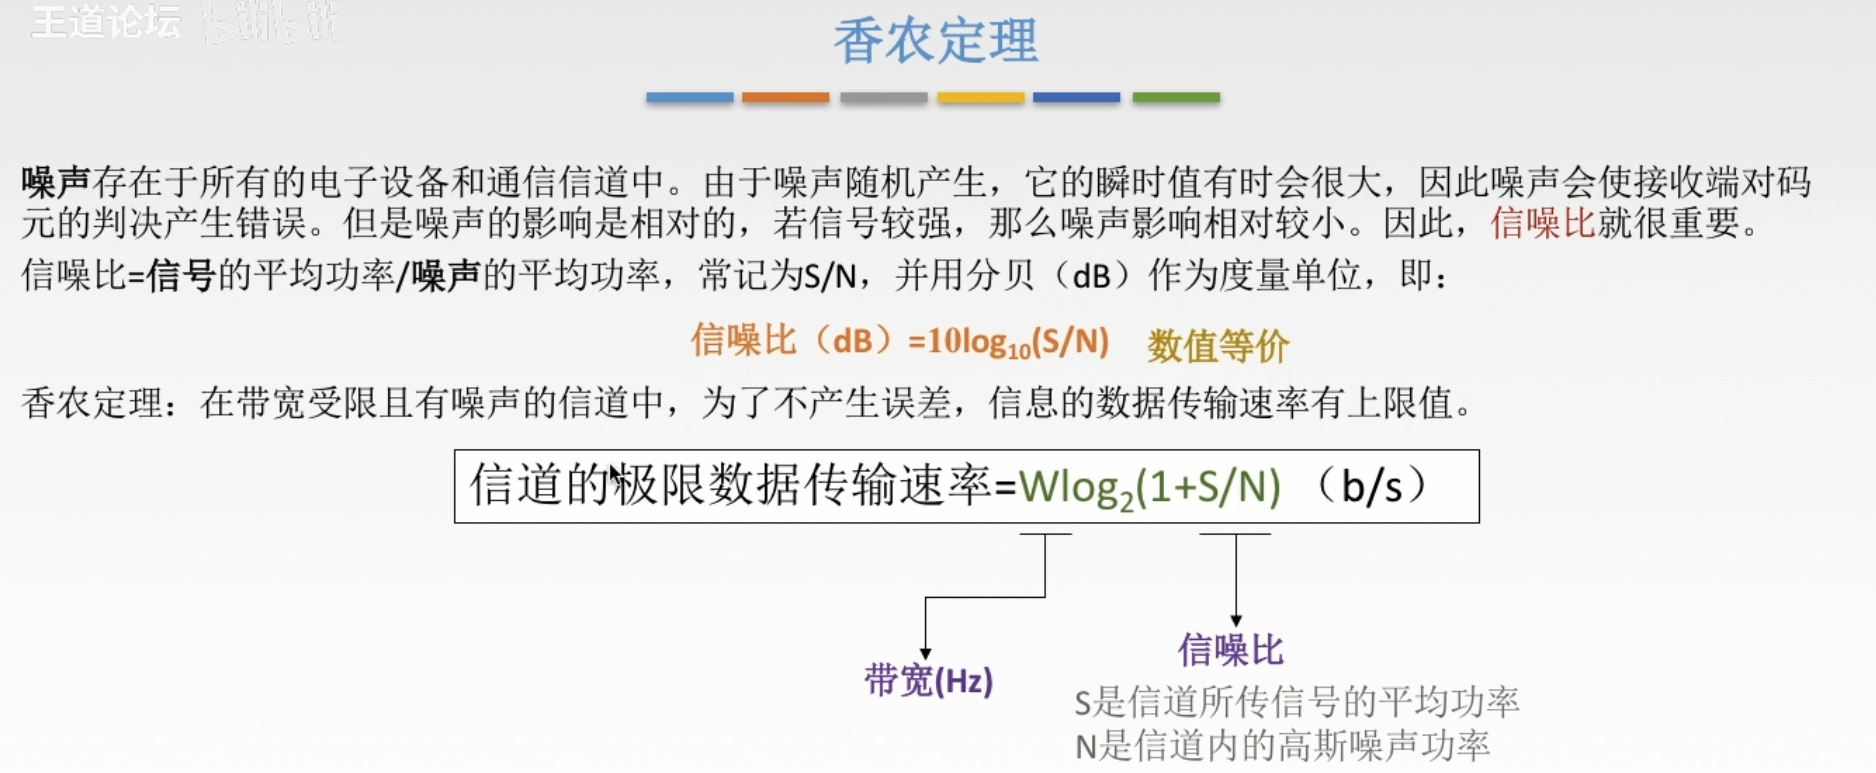 王道论坛 bilibili
香农定理
噪声存在于所有的电子设备和通信信道中。由于噪声随机产生，它的瞬时值有时会很大，因此噪声会使接收端对码
元的判决产生错误。但是噪声的影响是相对的，若信号较强，那么噪声影响相对较小。因此，信噪比就很重要。
信噪比=信号的平均功率/噪声的平均功率，常记为S/N，并用分贝（dB）作为度量单位，即：
信噪比（dB）=10log₁₀(S/N) 数值等价
香农定理：在带宽受限且有噪声的信道中，为了不产生误差，信息的数据传输速率有上限值。
信道的极限数据传输速率=Wlog₂(1+S/N) （b/s）
带宽(Hz)
信噪比
S是信道所传信号的平均功率
N是信道内的高斯噪声功率